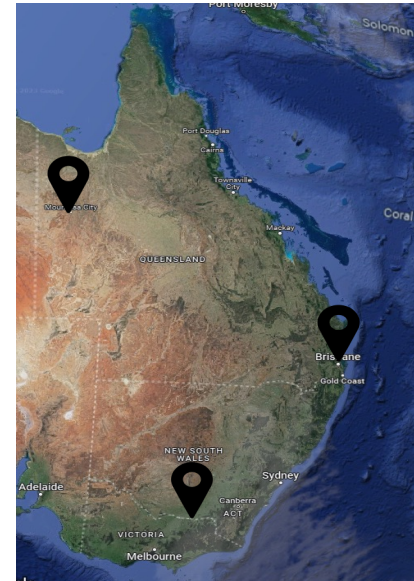 Port Moresby
Solomon
Port Douglas
Cairns
Townsville
City
Mackay
Coral
QUEENSLAND
Gold Coast
NEW SOUTH
WALES
Sydney
Adelaide
Canberra
ACT
VICTORIA
Melbourne